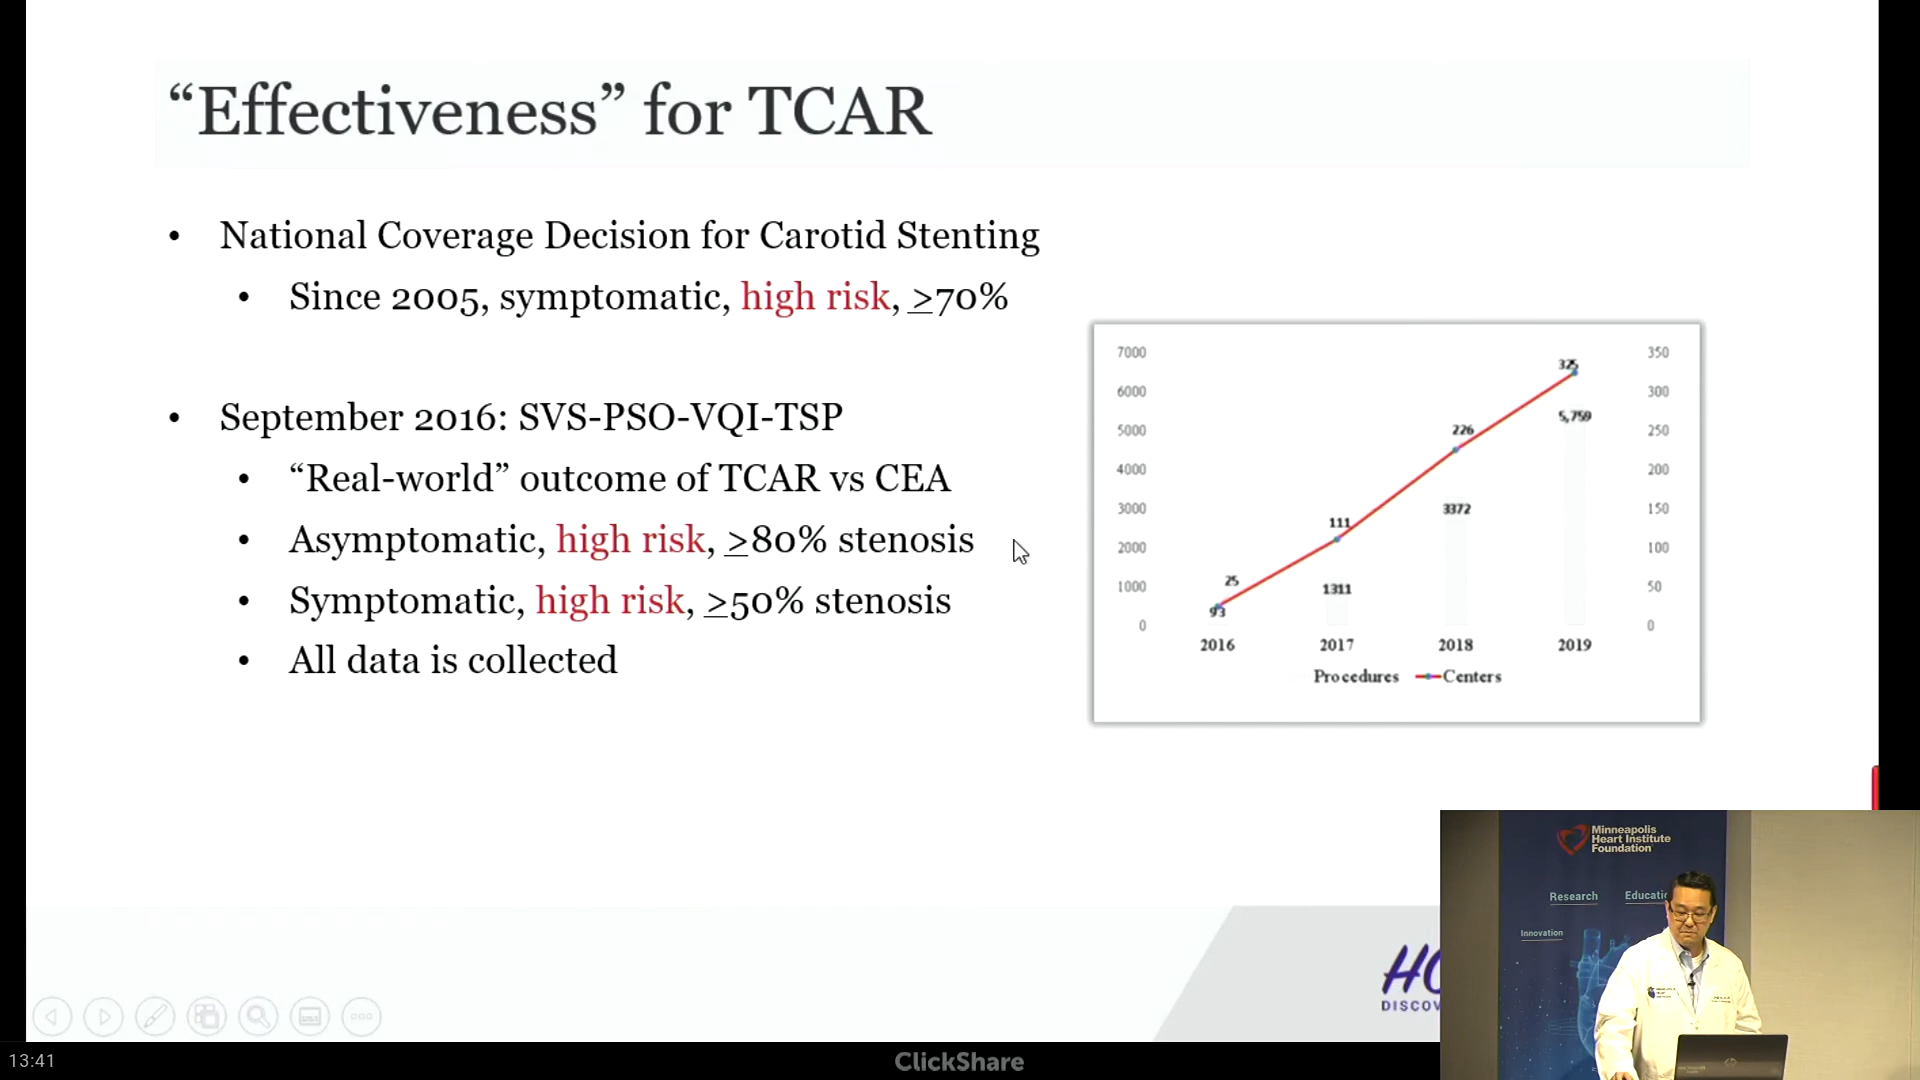 “Effectiveness” for TCAR
• National Coverage Decision for Carotid Stenting
• Since 2005, symptomatic, high risk, ≥70%
• September 2016: SVS-PSO-VQI-TSP
• “Real-world” outcome of TCAR vs CEA
• Asymptomatic, high risk, ≥80% stenosis
• Symptomatic, high risk, ≥50% stenosis
• All data is collected
7000 325 350
6000 300
5000 226 5,759 250
4000 200
3000 111 3372 150
2000 100
1000 25 1311 50
0 93 0
2016 2017 2018 2019
Procedures Centers
Minneapolis
Heart Institute
Foundation
Research Educatio
Innovation
HO
DISCOV
13:41
ClickShare